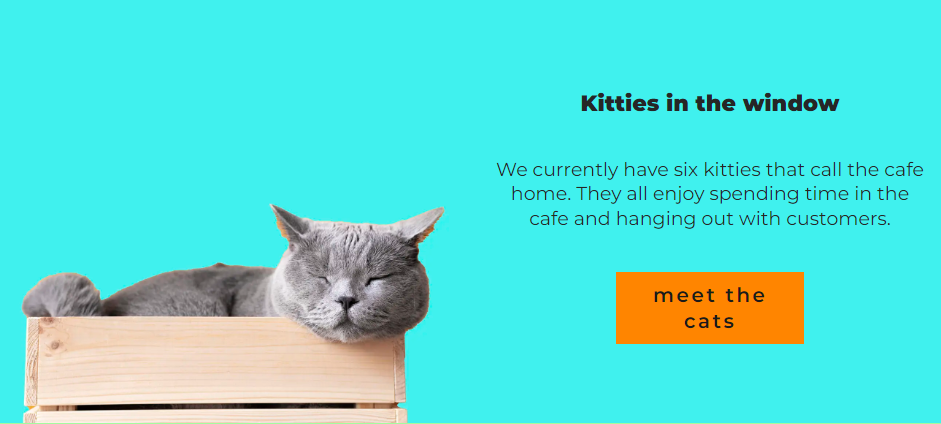 Kitties in the window
We currently have six kitties that call the cafe
home. They all enjoy spending time in the
cafe and hanging out with customers.
meet the
cats